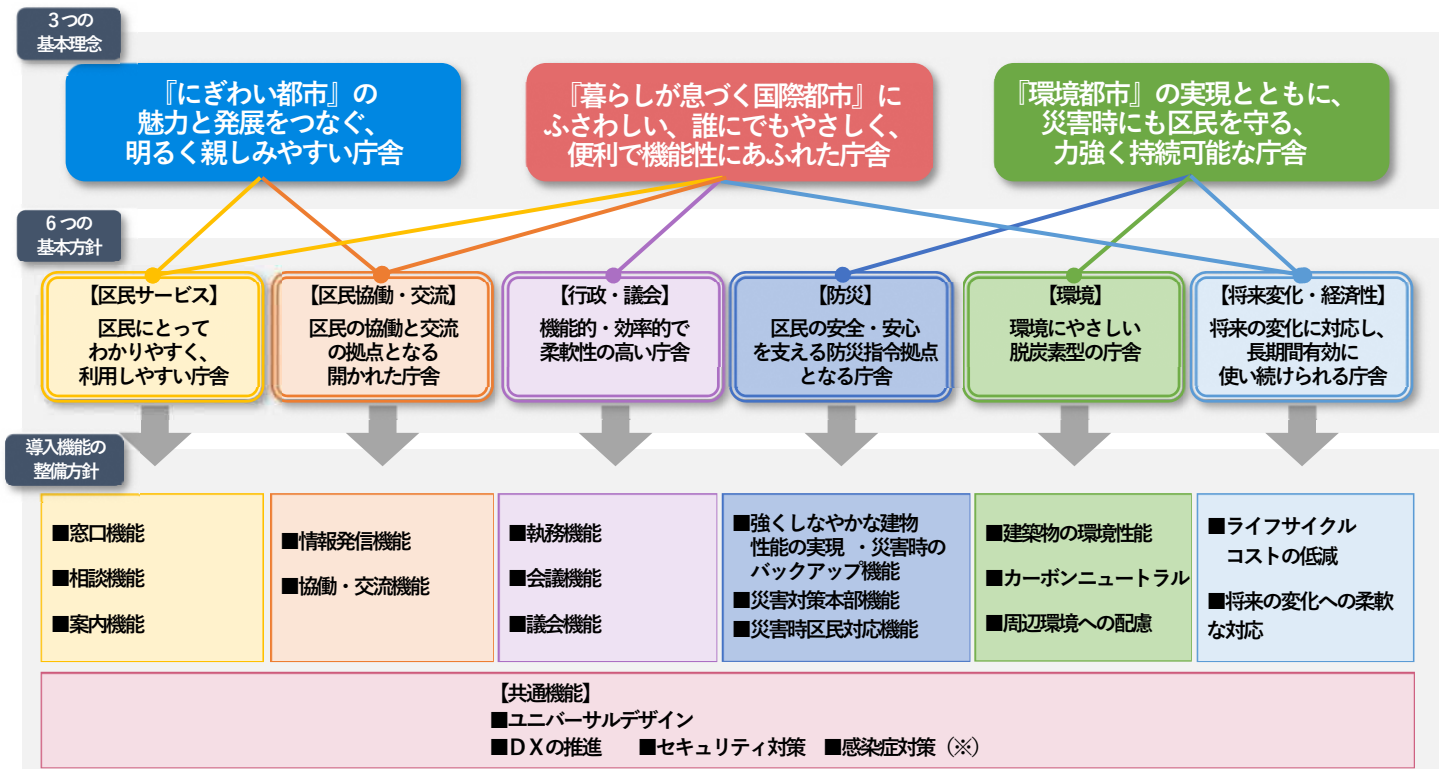 3つの
基本理念
『にぎわい都市』の
魅力と発展をつなぐ、
明るく親しみやすい庁舎
『暮らしが息づく国際都市』に
ふさわしい、誰にでもやさしく、
便利で機能性にあふれた庁舎
『環境都市』の実現とともに、
災害時にも区民を守る、
力強く持続可能な庁舎
6つの
基本方針
【区民サービス】
区民にとって
わかりやすく、
利用しやすい庁舎
【区民協働・交流】
区民の協働と交流
の拠点となる
開かれた庁舎
【行政・議会】
機能的・効率的で
柔軟性の高い庁舎
【防災】
区民の安全・安心
を支える防災指令拠点
となる庁舎
【環境】
環境にやさしい
脱炭素型の庁舎
【将来変化・経済性】
将来の変化に対応し、
長期間有効に
使い続けられる庁舎
導入機能の
整備方針
■窓口機能
■相談機能
■案内機能
■情報発信機能
■協働・交流機能
■執務機能
■会議機能
■議会機能
■強くしなやかな建物
性能の実現 ・災害時の
バックアップ機能
■災害対策本部機能
■災害時区民対応機能
■建築物の環境性能
■カーボンニュートラル
■周辺環境への配慮
■ライフサイクル
コストの低減
■将来の変化への柔軟
な対応
【共通機能】
■ユニバーサルデザイン
■DXの推進 ■セキュリティ対策 ■感染症対策（※）